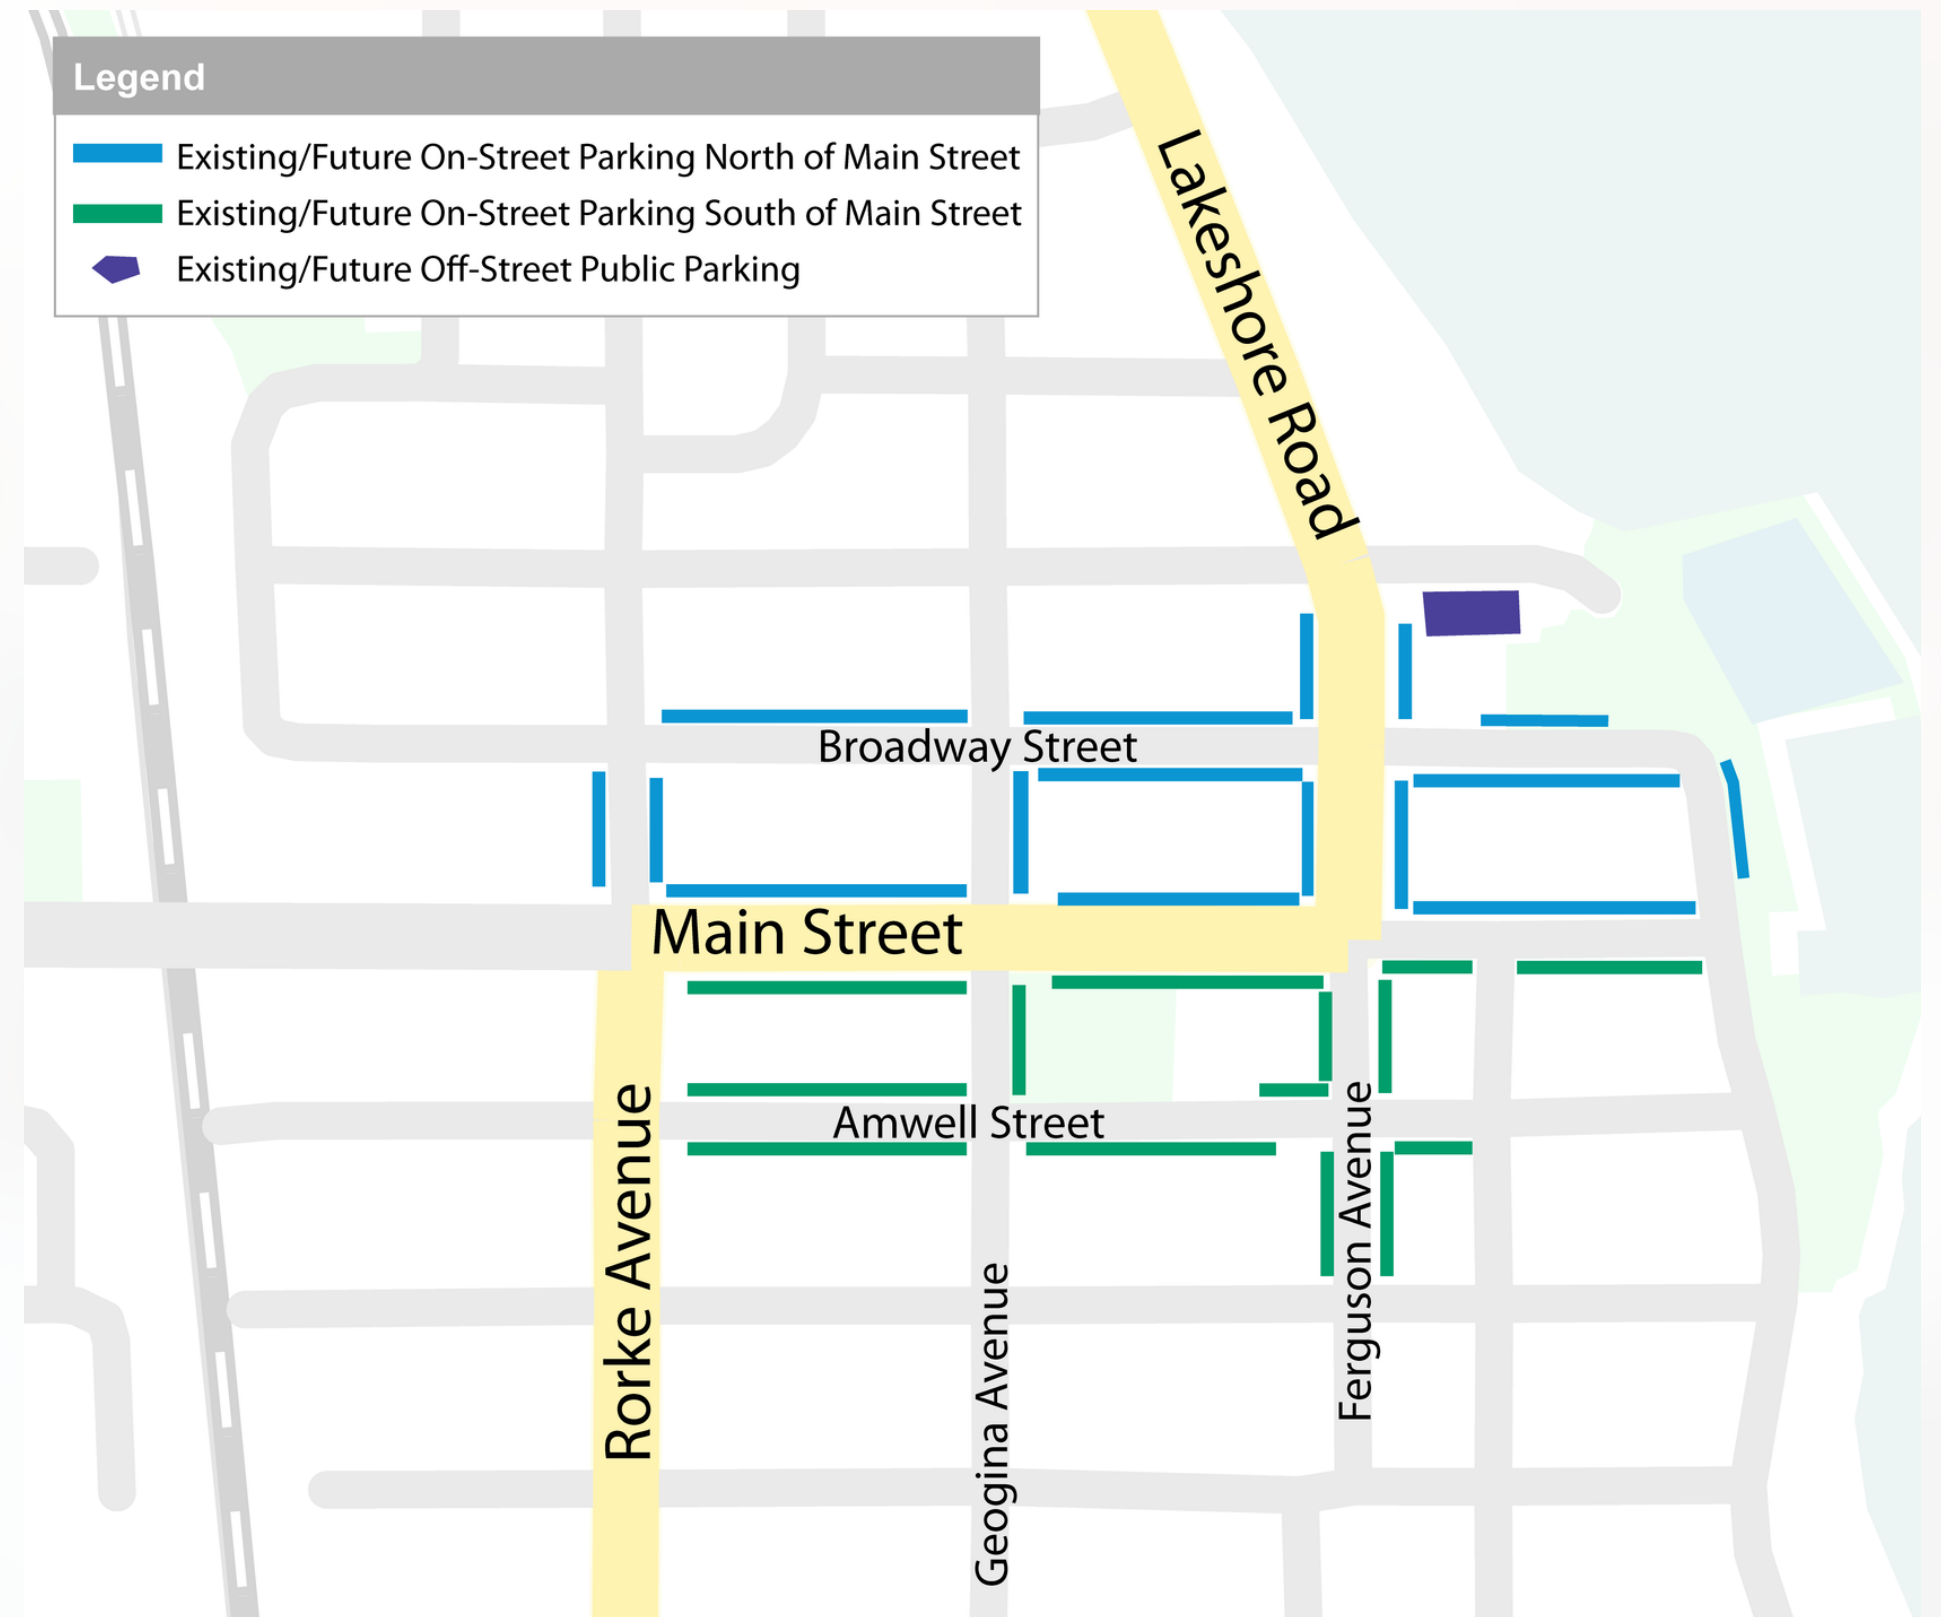 Legend
Existing/Future On-Street Parking North of Main Street
Existing/Future On-Street Parking South of Main Street
Existing/Future Off-Street Public Parking
Lakeshore Road
Broadway Street
Main Street
Amwell Street
Rorke Avenue
Geogina Avenue
Ferguson Avenue